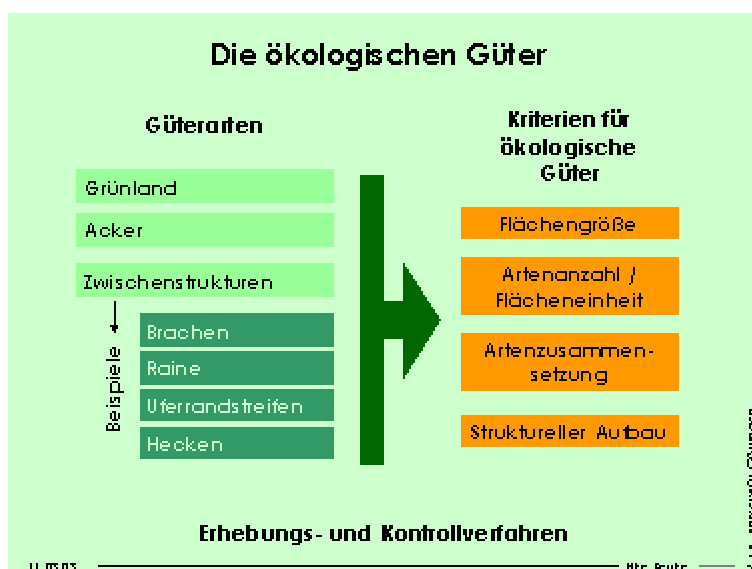 Die ökologischen Güter
Güterarten
Grünland
Acker
Zwischenstrukturen
Beispiele
Brachen
Raine
Uferrandstreifen
Hecken
Kriterien für
ökologische
Güter
Flächengröße
Artenanzahl /
Flächeneinheit
Artenzusammen-
setzung
Struktureller Aufbau
Erhebungs- und Kontrollverfahren